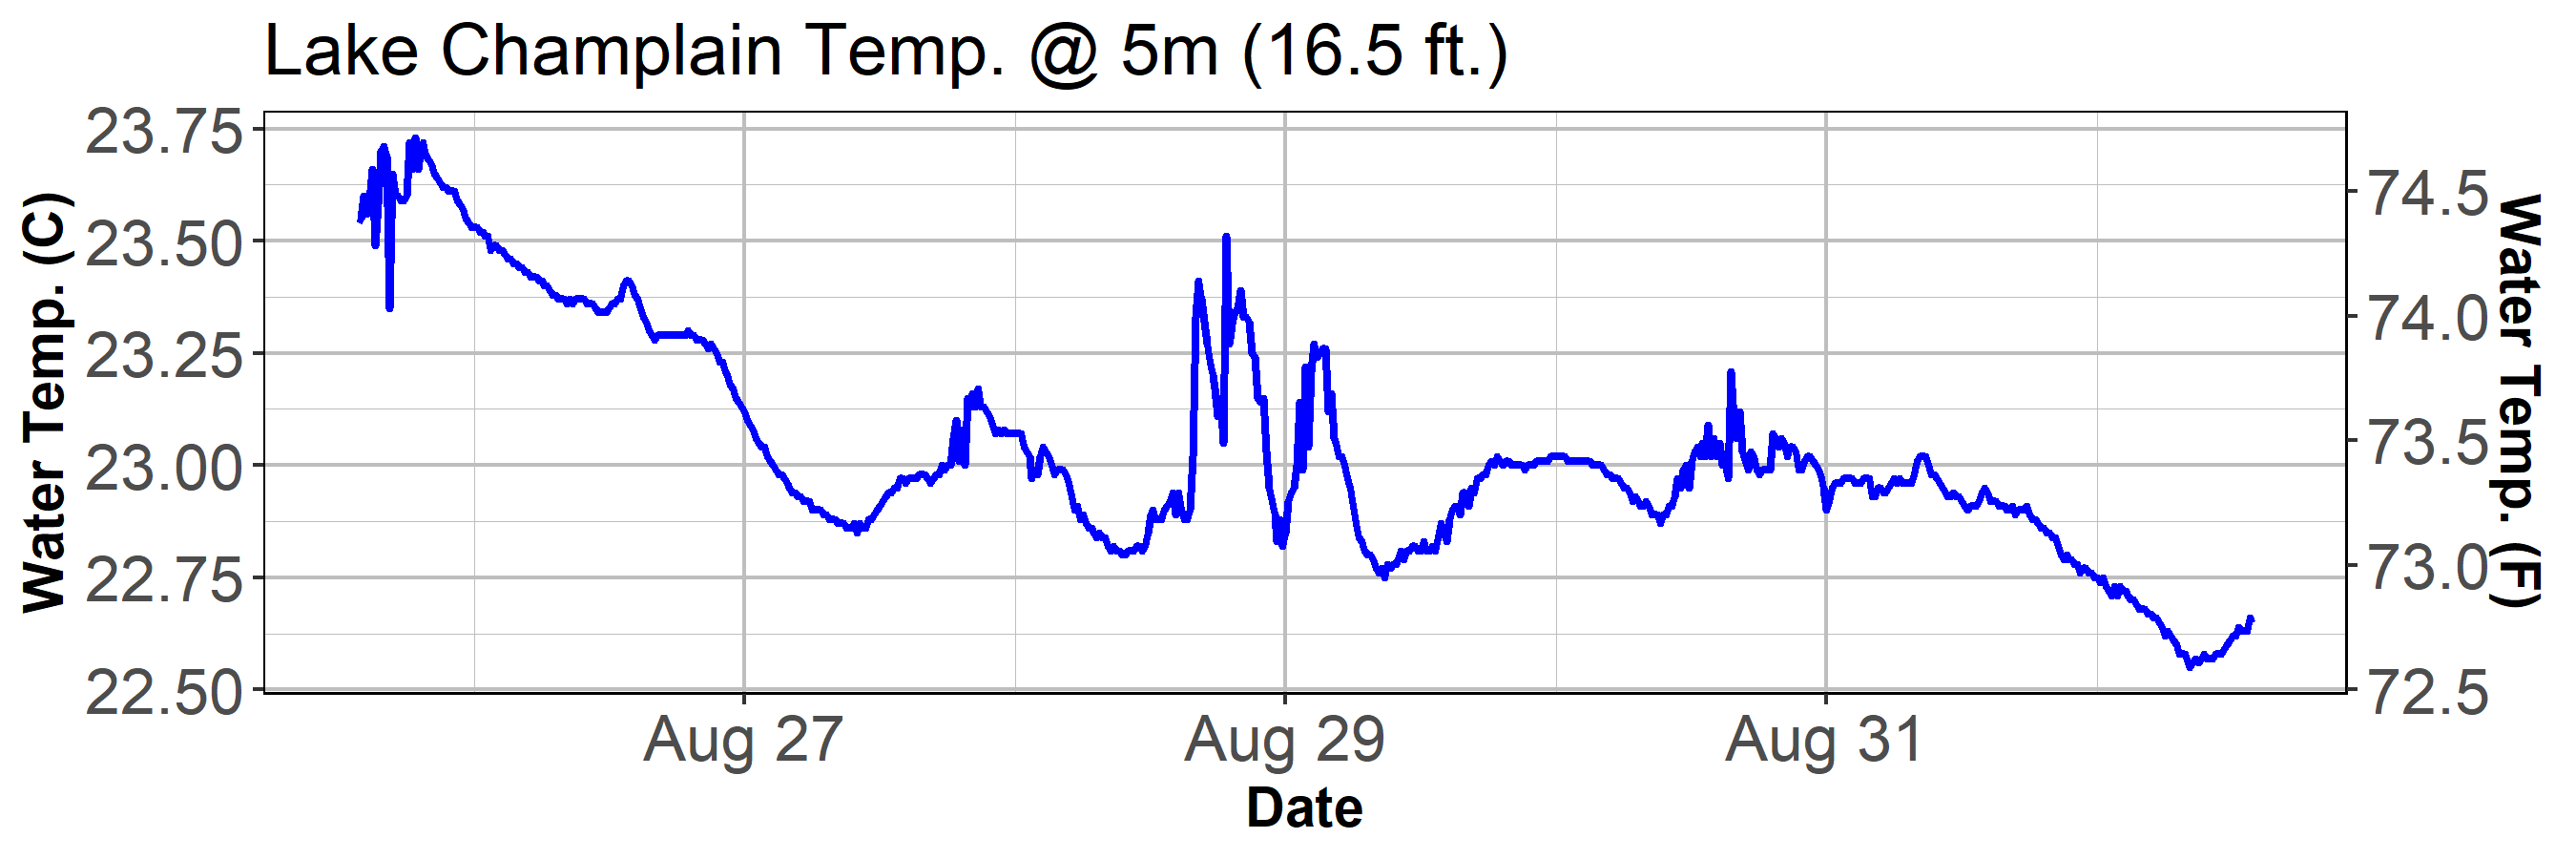 Lake Champlain Temp. @ 5m (16.5 ft.)
Water Temp. (C)
23.75
23.50
23.25
23.00
22.75
22.50
74.5
74.0
73.5
73.0
72.5
Water Temp. (F)
Aug 27
Aug 29
Aug 31
Date